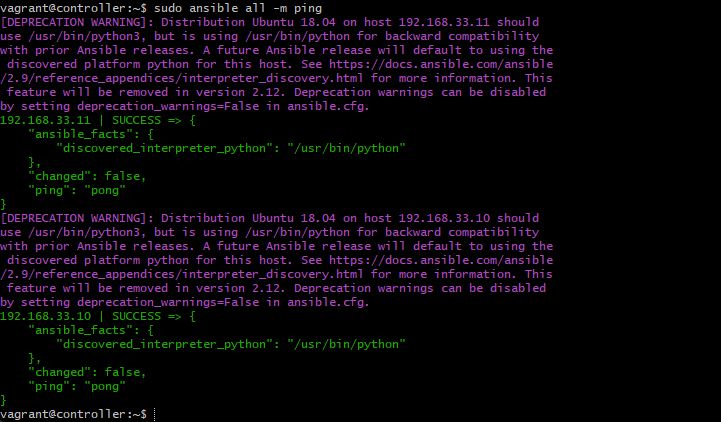 vagrant@controller:~$ sudo ansible all -m ping
[DEPRECATION WARNING]: Distribution Ubuntu 18.04 on host 192.168.33.11 should
use /usr/bin/python3, but is using /usr/bin/python for backward compatibility
with prior Ansible releases. A future Ansible release will default to using the
 discovered platform python for this host. See https://docs.ansible.com/ansible
/2.9/reference_appendices/interpreter_discovery.html for more information. This
 feature will be removed in version 2.12. Deprecation warnings can be disabled
by setting deprecation_warnings=False in ansible.cfg.
192.168.33.11 | SUCCESS => {
    "ansible_facts": {
        "discovered_interpreter_python": "/usr/bin/python"
    },
    "changed": false,
    "ping": "pong"
}
[DEPRECATION WARNING]: Distribution Ubuntu 18.04 on host 192.168.33.10 should
use /usr/bin/python3, but is using /usr/bin/python for backward compatibility
with prior Ansible releases. A future Ansible release will default to using the
 discovered platform python for this host. See https://docs.ansible.com/ansible
/2.9/reference_appendices/interpreter_discovery.html for more information. This
 feature will be removed in version 2.12. Deprecation warnings can be disabled
by setting deprecation_warnings=False in ansible.cfg.
192.168.33.10 | SUCCESS => {
    "ansible_facts": {
        "discovered_interpreter_python": "/usr/bin/python"
    },
    "changed": false,
    "ping": "pong"
}
vagrant@controller:~$